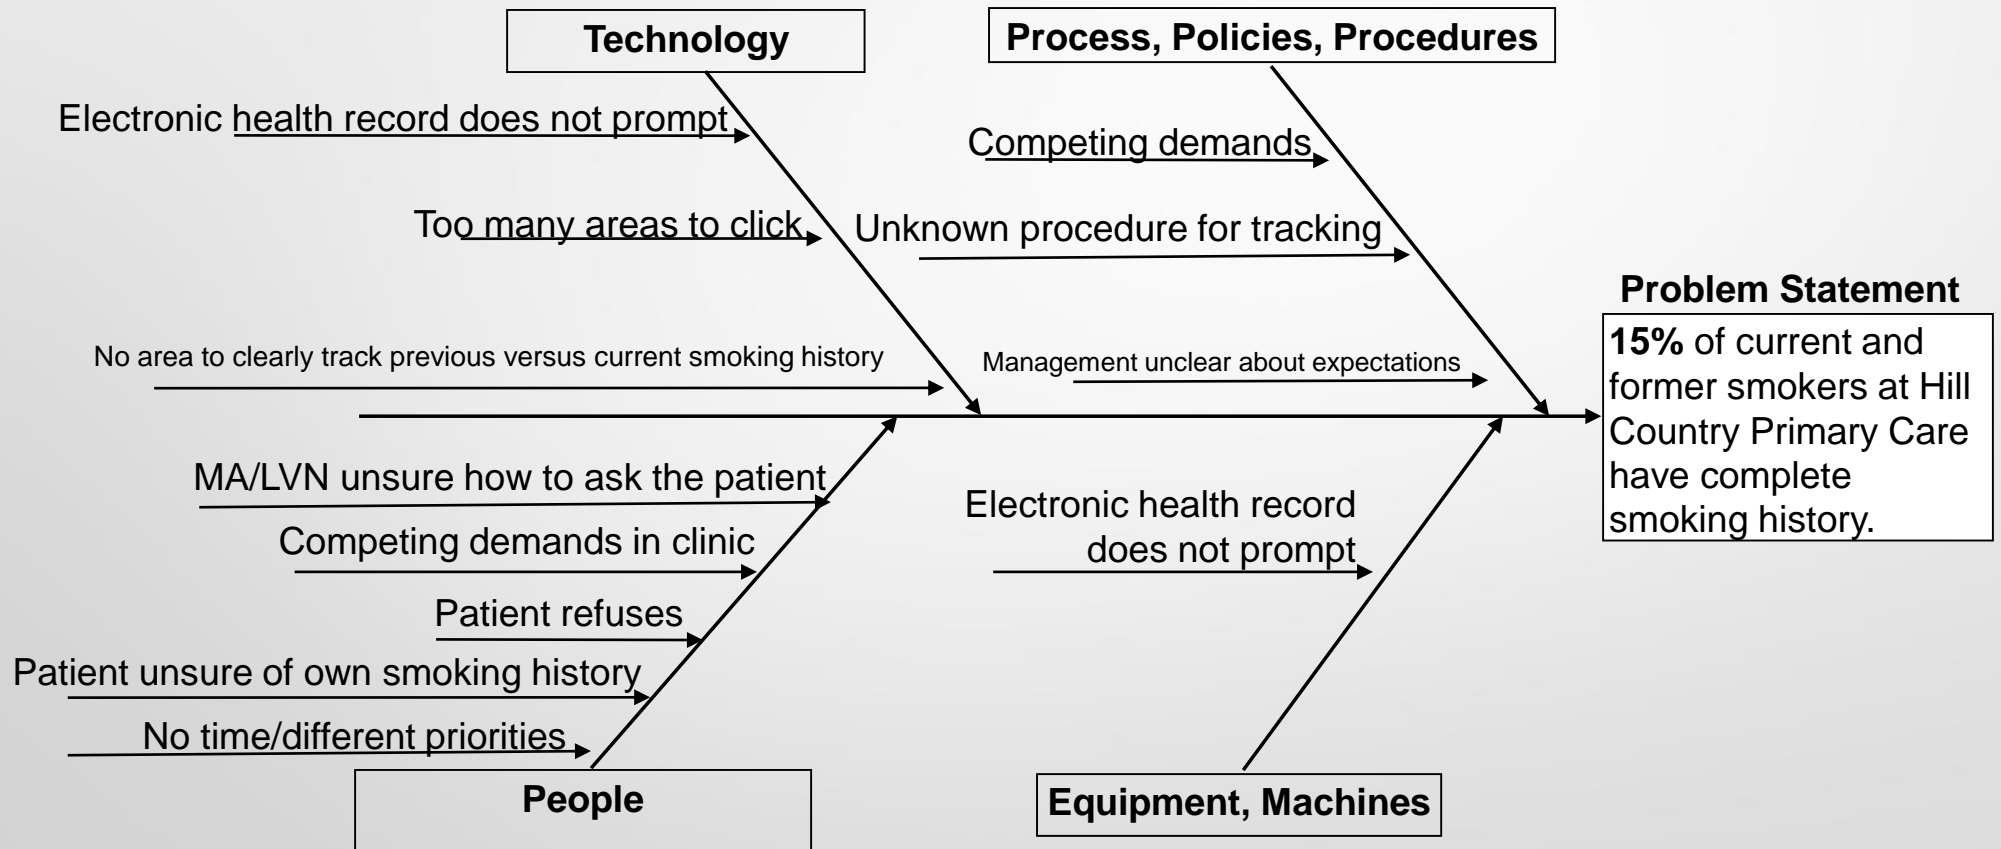 Technology
Process, Policies, Procedures
Electronic health record does not prompt
Competing demands
Too many areas to click
Unknown procedure for tracking
No area to clearly track previous versus current smoking history
Management unclear about expectations
Problem Statement
15% of current and
former smokers at Hill
Country Primary Care
have complete
smoking history.
MA/LVN unsure how to ask the patient
Competing demands in clinic
Patient refuses
Patient unsure of own smoking history
No time/different priorities
Electronic health record
does not prompt
People
Equipment, Machines